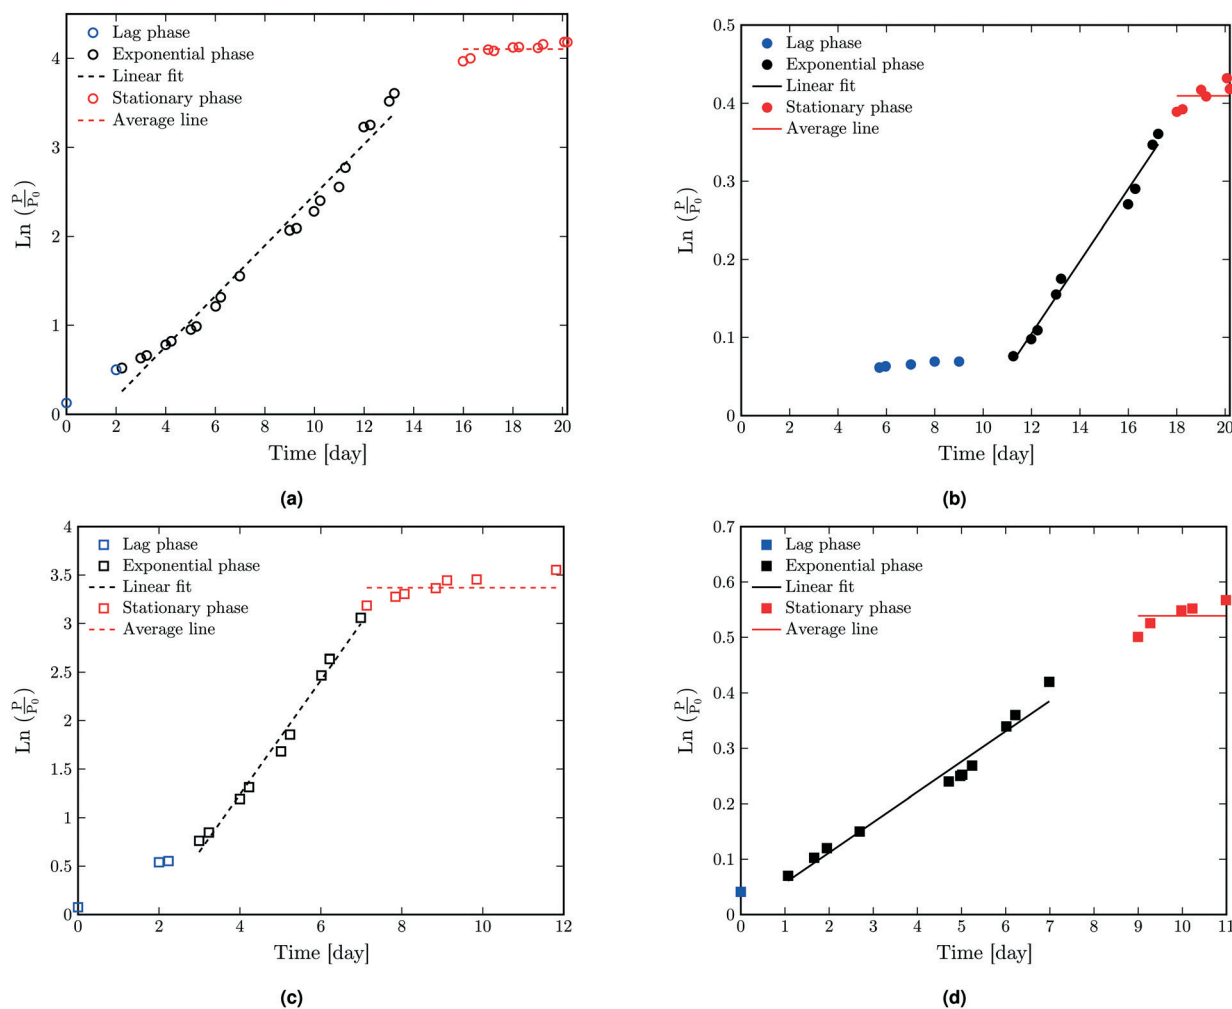 Lag phase
Exponential phase
Linear fit
Stationary phase
Average line
4
3
2
1
0
Ln (P/P₀)
0 2 4 6 8 10 12 14 16 18 20
Time [day]
(a)
Lag phase
Exponential phase
Linear fit
Stationary phase
Average line
0.5
0.4
0.3
0.2
0.1
0
Ln (P/P₀)
0 2 4 6 8 10 12 14 16 18 20
Time [day]
(b)
Lag phase
Exponential phase
Linear fit
Stationary phase
Average line
4
3.5
3
2.5
2
1.5
1
0.5
0
Ln (P/P₀)
0 2 4 6 8 10 12
Time [day]
(c)
Lag phase
Exponential phase
Linear fit
Stationary phase
Average line
0.7
0.6
0.5
0.4
0.3
0.2
0.1
0
Ln (P/P₀)
0 1 2 3 4 5 6 7 8 9 10 11
Time [day]
(d)